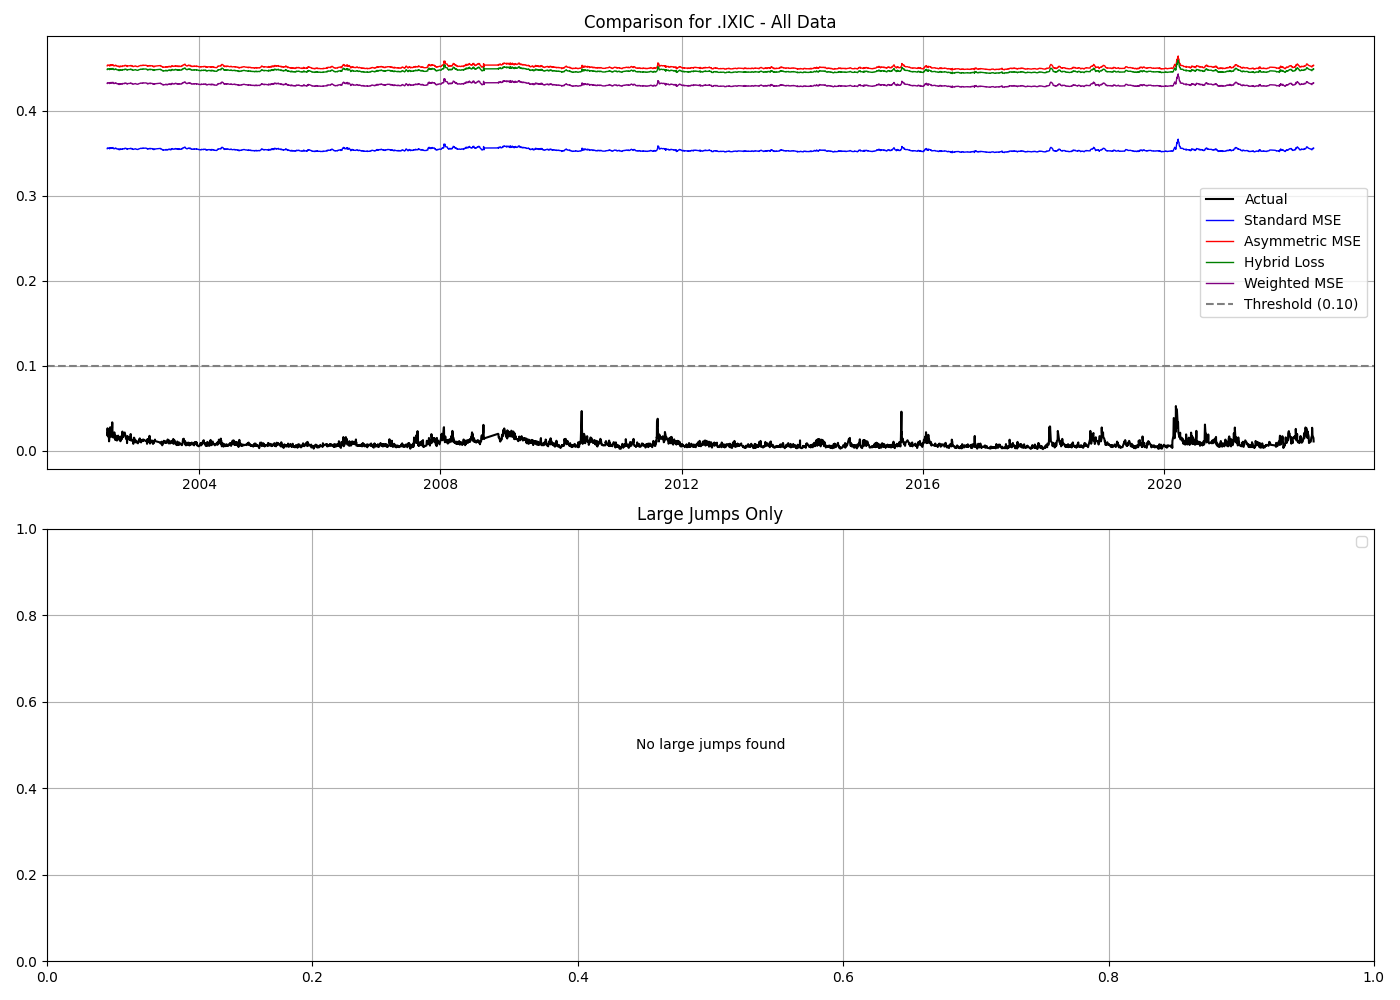 Comparison for .IXIC - All Data
0.4
0.3
0.2
0.1
0.0
Actual
Standard MSE
Asymmetric MSE
Hybrid Loss
Weighted MSE
Threshold (0.10)
2004 2008 2012 2016 2020
Large Jumps Only
1.0
0.8
0.6
0.4
0.2
0.0
No large jumps found
0.0 0.2 0.4 0.6 0.8 1.0